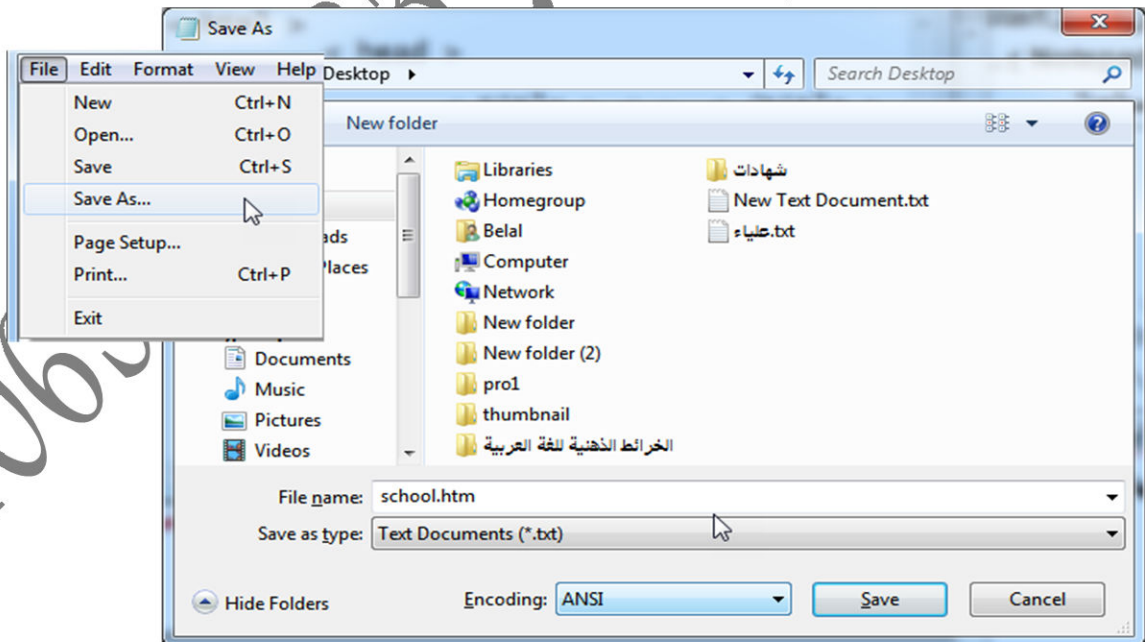 Save As
File Edit Format View Help
Desktop
Search Desktop
New Ctrl+N
Open... Ctrl+O
Save Ctrl+S
Save As...
Page Setup...
Print... Ctrl+P
Exit
New folder
ads
Places
Documents
Music
Pictures
Videos
Libraries
Homegroup
Belal
Computer
Network
New folder
New folder (2)
pro1
thumbnail
الخرائط الذهنية للغة العربية
شهادات
New Text Document.txt
علياء.txt
File name: school.htm
Save as type: Text Documents (*.txt)
Hide Folders
Encoding: ANSI
Save
Cancel